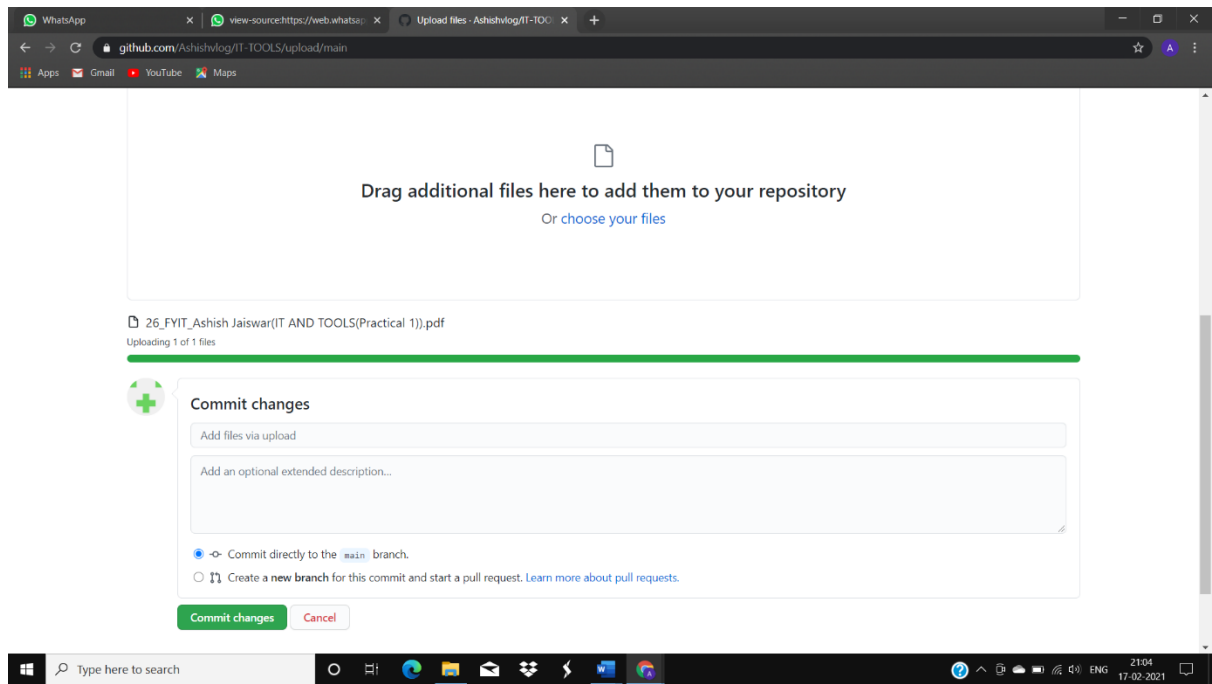 WhatsApp
view-source:https://web.whatsap
Upload files · Ashishvlog/IT-TOO
github.com/Ashishvlog/IT-TOOLS/upload/main
A
Apps Gmail YouTube Maps
Drag additional files here to add them to your repository
Or choose your files
26_FYIT_Ashish Jaiswar(IT AND TOOLS(Practical 1)).pdf
Uploading 1 of 1 files
Commit changes
Add files via upload
Add an optional extended description...
Commit directly to the main branch.
Create a new branch for this commit and start a pull request. Learn more about pull requests.
Commit changes Cancel
Type here to search
ENG
21:04
17-02-2021